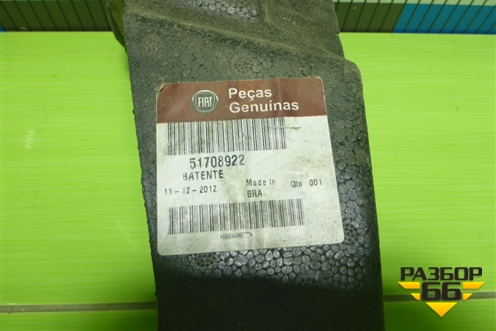 FIAT
Peças
Genuínas
51708922
BATENTE
11-12-2012
Made in
BRA
Qta 001
РАЗБОР
66